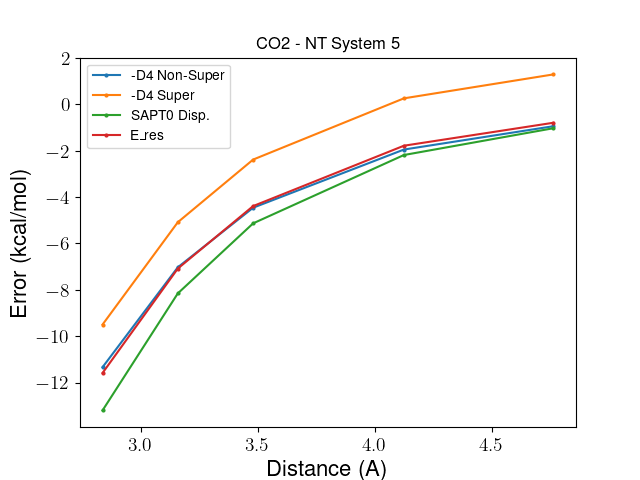 CO2 - NT System 5
-D4 Non-Super
-D4 Super
SAPT0 Disp.
E_res
Error (kcal/mol)
2
0
−2
−4
−6
−8
−10
−12
3.0 3.5 4.0 4.5
Distance (A)